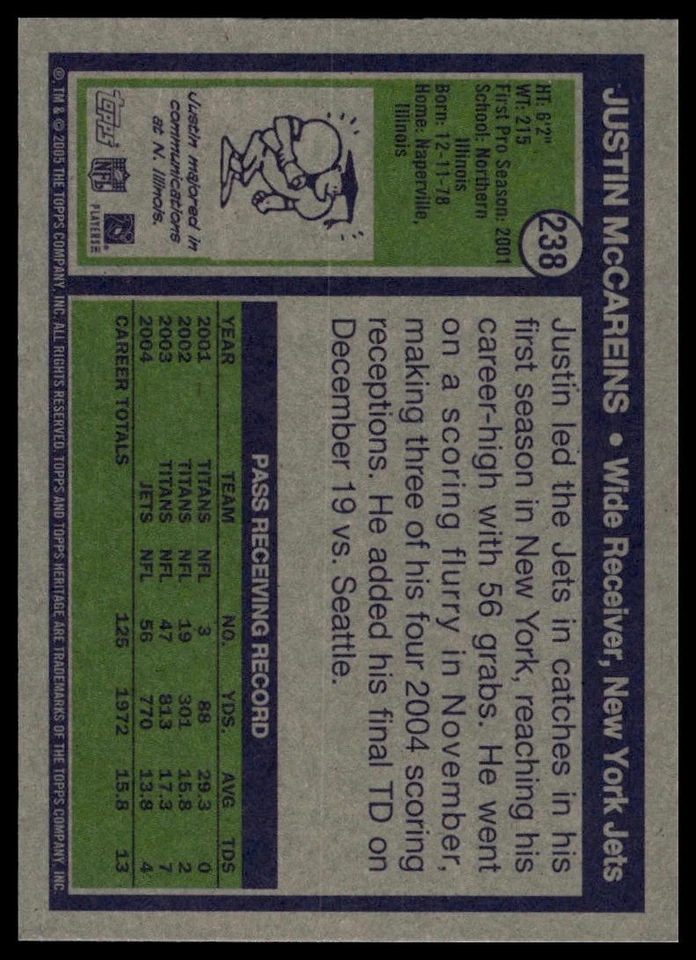 JUSTIN McCAREINS • Wide Receiver, New York Jets
238
HT: 6'2"
WT: 215
First Pro Season: 2001
School: Northern
Illinois
Born: 12-11-78
Home: Naperville,
Illinois
Justin majored in
communications
at N. Illinois.
topps
NFL
PLAYERS INC
Justin led the Jets in catches in his
first season in New York, reaching his
career-high with 56 grabs. He went
on a scoring flurry in November,
making three of his four 2004 scoring
receptions. He added his final TD on
December 19 vs. Seattle.
PASS RECEIVING RECORD
YEAR TEAM NO. YDS. AVG TDS
2001 TITANS NFL 3 88 29.3 0
2002 TITANS NFL 19 301 15.8 2
2003 TITANS NFL 47 813 17.3 7
2004 JETS NFL 56 770 13.8 4
CAREER TOTALS 125 1972 15.8 13
®, TM & © 2005 THE TOPPS COMPANY, INC. ALL RIGHTS RESERVED. TOPPS AND TOPPS HERITAGE ARE TRADEMARKS OF THE TOPPS COMPANY, INC.